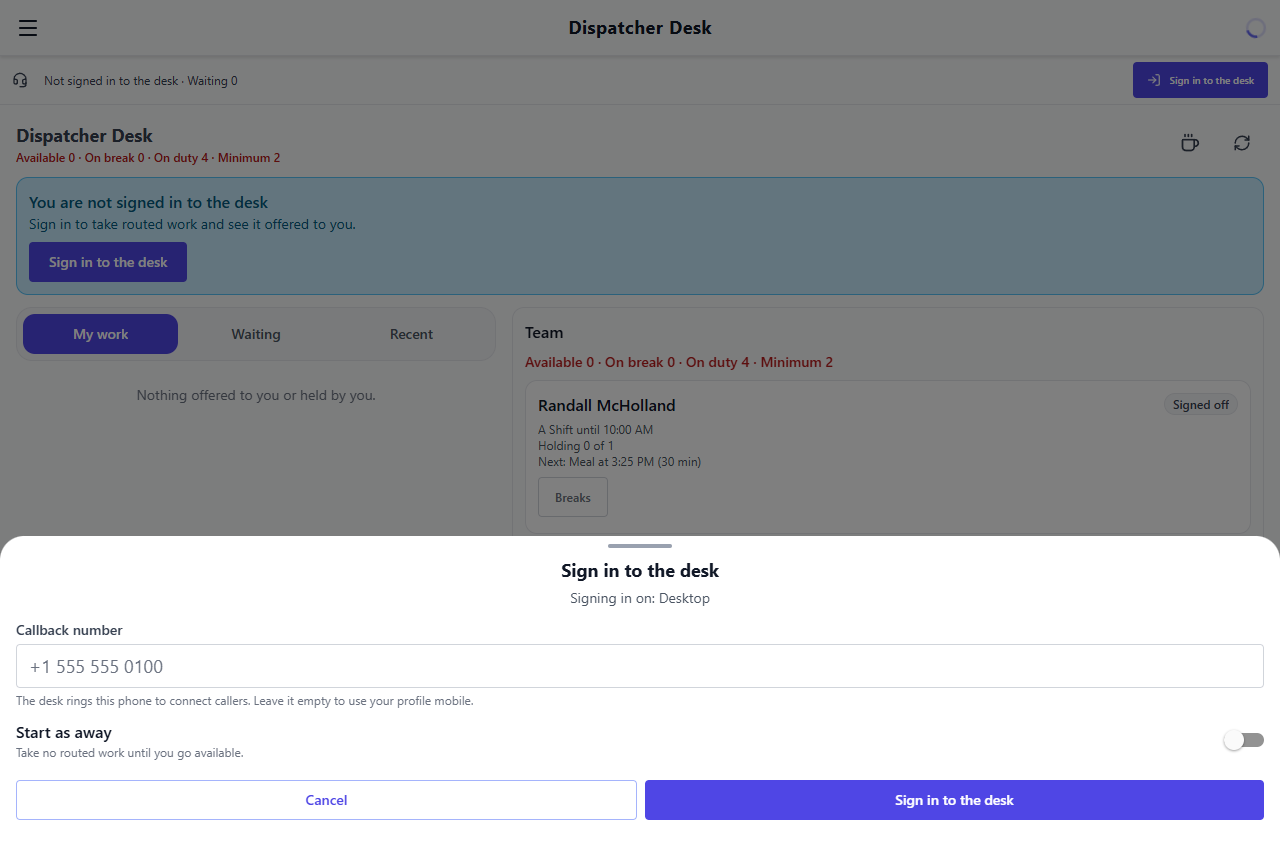 Dispatcher Desk
Not signed in to the desk · Waiting 0
Sign in to the desk
Dispatcher Desk
Available 0 · On break 0 · On duty 4 · Minimum 2
You are not signed in to the desk
Sign in to take routed work and see it offered to you.
Sign in to the desk
My work
Waiting
Recent
Nothing offered to you or held by you.
Team
Available 0 · On break 0 · On duty 4 · Minimum 2
Randall McHolland
Signed off
A Shift until 10:00 AM
Holding 0 of 1
Next: Meal at 3:25 PM (30 min)
Breaks
Sign in to the desk
Signing in on: Desktop
Callback number
+1 555 555 0100
The desk rings this phone to connect callers. Leave it empty to use your profile mobile.
Start as away
Take no routed work until you go available.
Cancel
Sign in to the desk